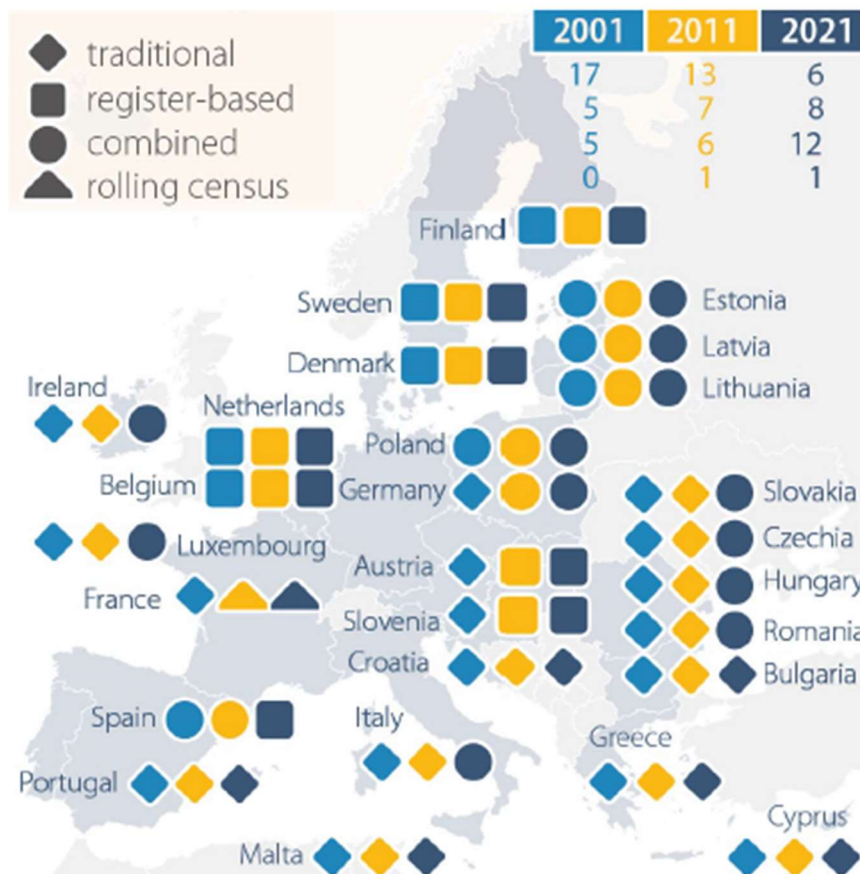 2001 2011 2021
traditional 17 13 6
register-based 5 7 8
combined 5 6 12
rolling census 0 1 1
Finland
Sweden
Estonia
Denmark
Latvia
Lithuania
Ireland
Netherlands
Poland
Belgium
Germany
Slovakia
Luxembourg
Czechia
Austria
Hungary
France
Slovenia
Romania
Croatia
Bulgaria
Spain
Italy
Greece
Portugal
Cyprus
Malta